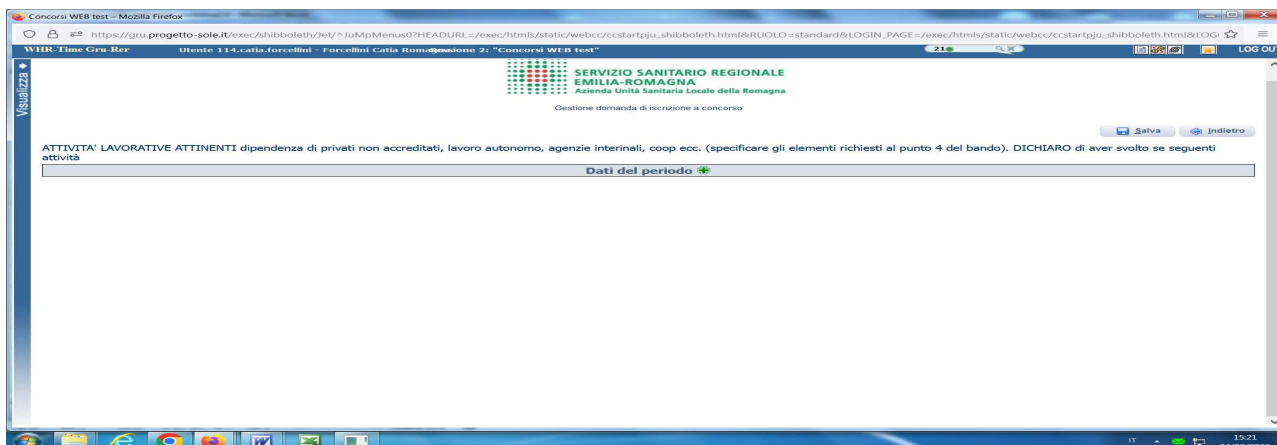 Concorsi WEB test – Mozilla Firefox
https://gru.progetto-sole.it/exec/shibboleth/Jet/^JuMpMenus0?HEADURL=/exec/htmls/static/webcc/ccstartpju_shibboleth.html&RUOLO=standard&LOGIN_PAGE=/exec/htmls/static/webcc/ccstartpju_shibboleth.html&LOG
WHR-Time Gru-Rer Utente 114.catia.forcellini - Forcellini Catia 2: "Concorsi WEB test" 21 LOG OU
Visualizza
SERVIZIO SANITARIO REGIONALE
EMILIA-ROMAGNA
Azienda Unità Sanitaria Locale della Romagna
Gestione domanda di iscrizione a concorso
Salva Indietro
ATTIVITA' LAVORATIVE ATTINENTI dipendenza di privati non accreditati, lavoro autonomo, agenzie interinali, coop ecc. (specificare gli elementi richiesti al punto 4 del bando). DICHIARO di aver svolto se seguenti
attività
Dati del periodo
IT 15:21